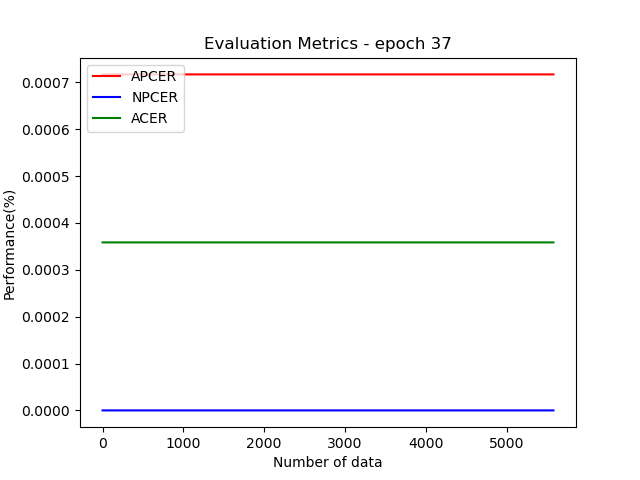 Evaluation Metrics - epoch 37
APCER
NPCER
ACER
0.0007
0.0006
0.0005
0.0004
0.0003
0.0002
0.0001
0.0000
Performance(%)
0 1000 2000 3000 4000 5000
Number of data